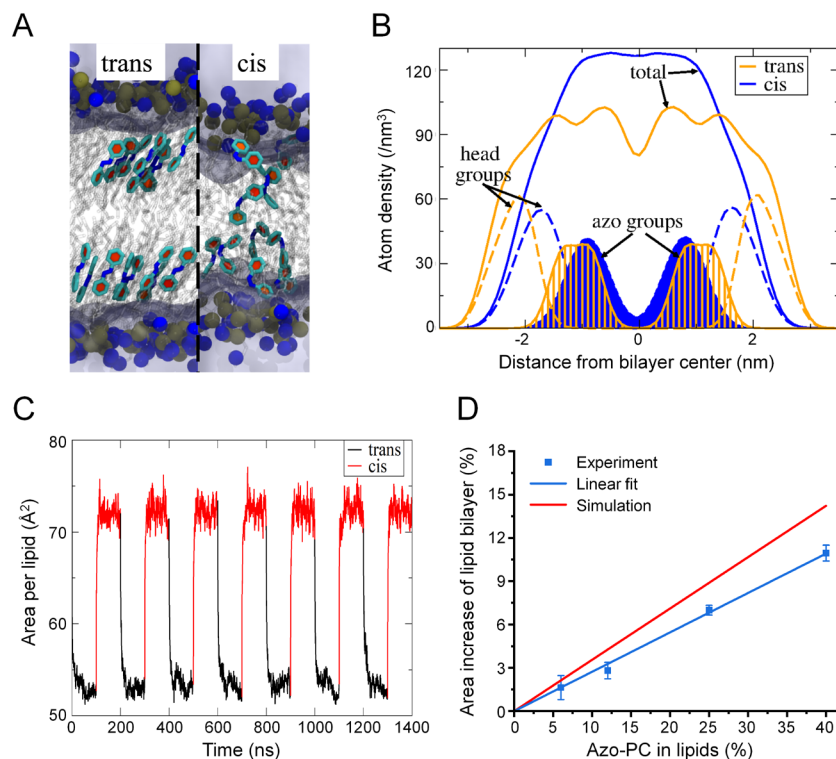 A
trans
cis
B
Atom density (/nm³)
120
90
60
30
0
total
trans
cis
head
groups
azo groups
-2
0
2
Distance from bilayer center (nm)
C
Area per lipid (Å²)
80
70
60
50
trans
cis
0
200
400
600
800
1000
1200
1400
Time (ns)
D
Area increase of lipid bilayer (%)
18
15
12
9
6
3
0
Experiment
Linear fit
Simulation
0
5
10
15
20
25
30
35
40
Azo-PC in lipids (%)